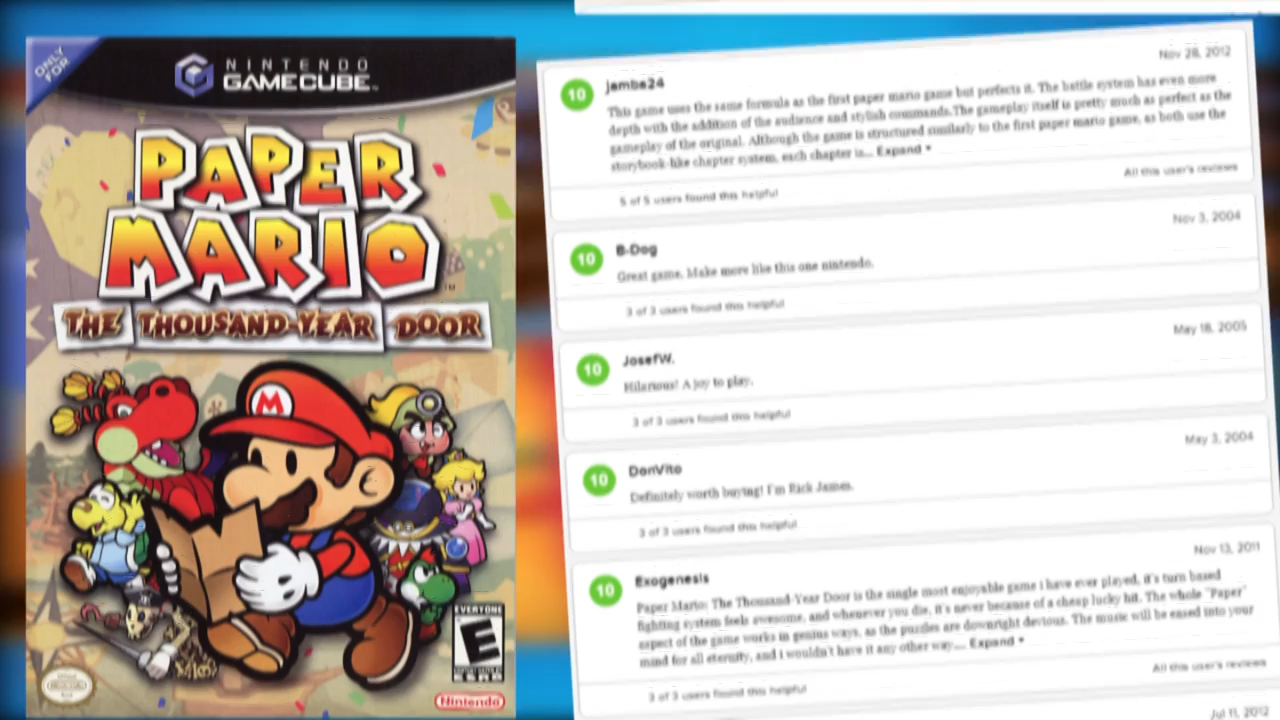 ONLY
FOR
NINTENDO
GAMECUBE™
PAPER
MARIO™
THE THOUSAND-YEAR DOOR
M
EVERYONE
E
ESRB
Nintendo
10
jambe24
Nov 28, 2012
This game uses the same formula as the first paper mario game but perfects it. The battle system has even more
depth with the addition of the audience and stylish commands.The gameplay itself is pretty much as perfect as the
gameplay of the original. Although the game is structured similarly to the first paper mario game, as both use the
storybook-like chapter system, each chapter is... Expand
All this user's reviews
5 of 5 users found this helpful
10
B-Dog
Nov 3, 2004
Great game. Make more like this one nintendo.
3 of 3 users found this helpful
10
JosefW.
May 18, 2005
Hilarious! A joy to play.
3 of 3 users found this helpful
10
DonVito
May 3, 2004
Definitely worth buying! I'm Rick James.
3 of 3 users found this helpful
10
Exogenesis
Nov 13, 2011
Paper Mario: The Thousand-Year Door is the single most enjoyable game i have ever played, it's turn based
fighting system feels awesome, and whenever you die, it's never because of a cheap lucky hit. The whole "Paper"
aspect of the game works in genius ways, as the puzzles are downright devious. The music will be eased into your
mind for all eternity, and i wouldn't have it any other way.... Expand
All this user's reviews
3 of 3 users found this helpful
Jul 11, 2012